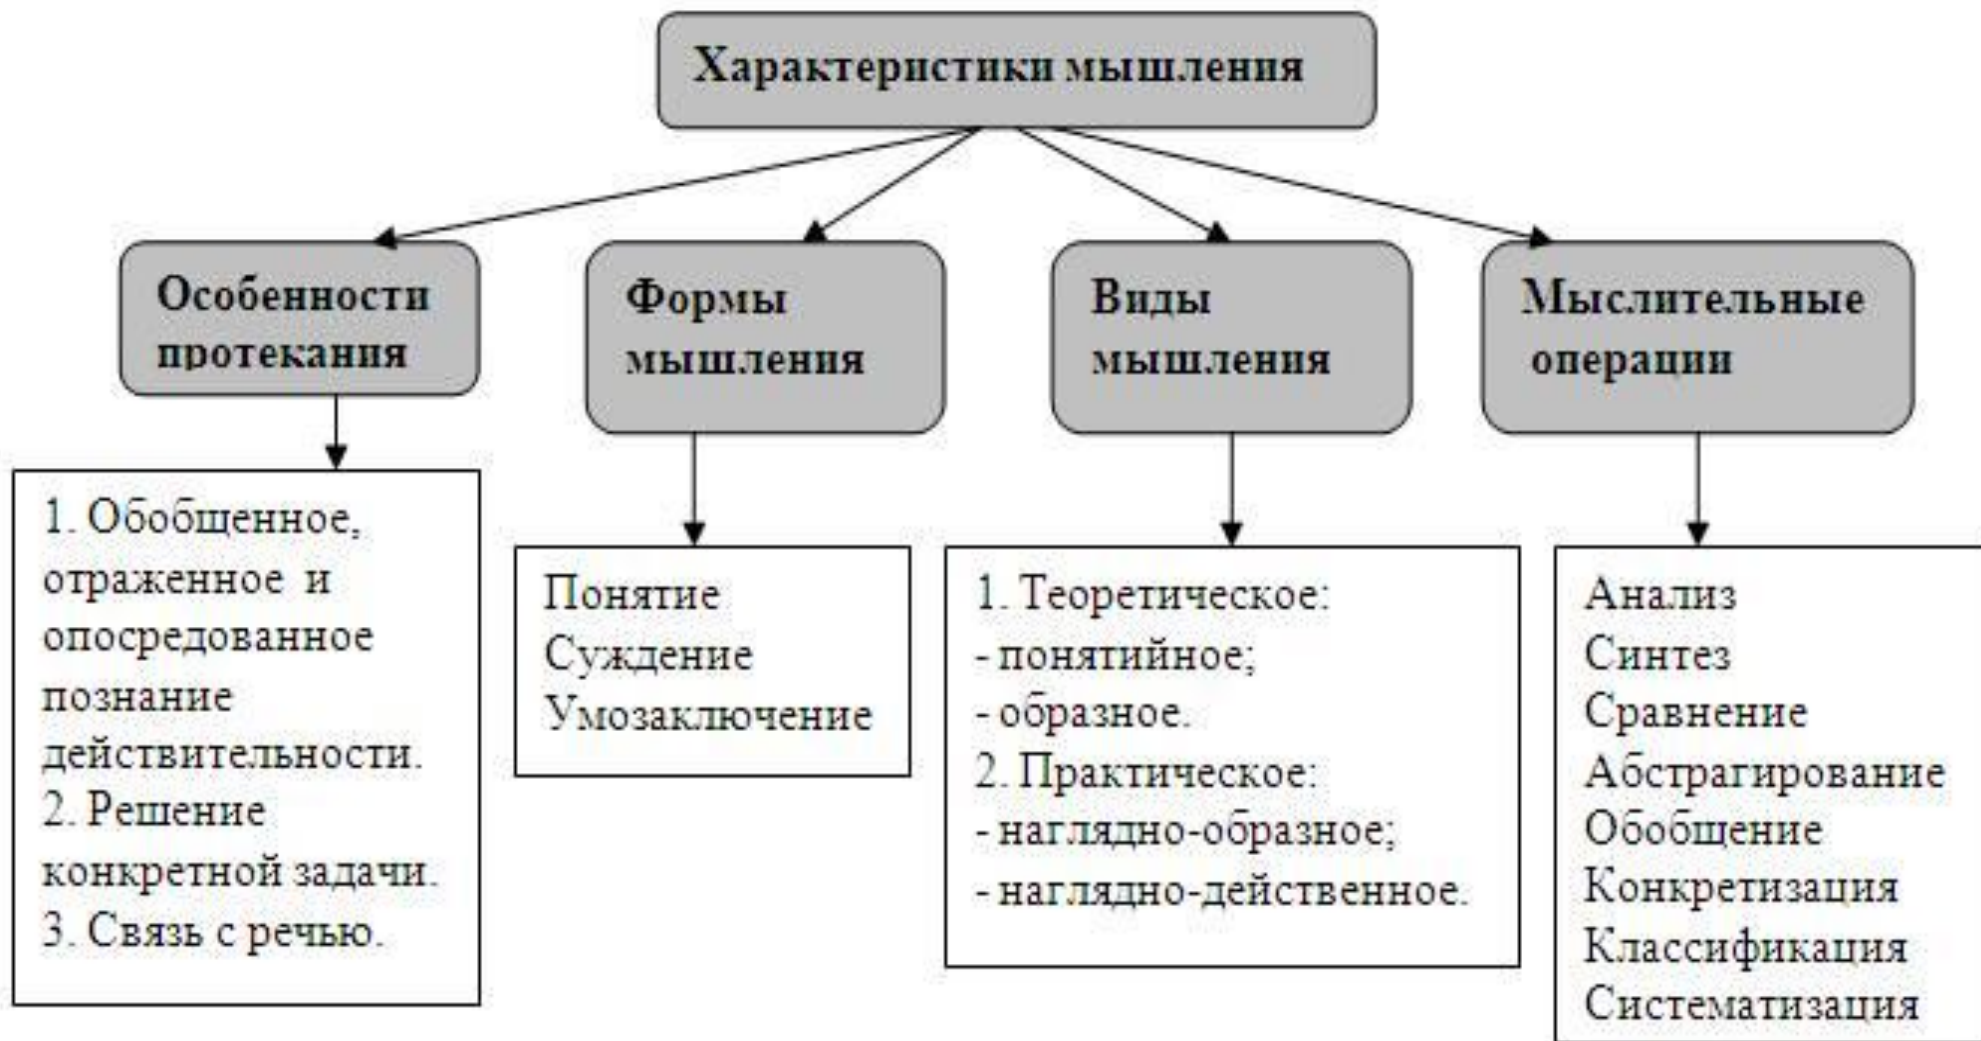 Характеристики мышления
Особенности
протекания
Формы
мышления
Виды
мышления
Мыслительные
операции
1. Обобщенное,
отраженное и
опосредованное
познание
действительности.
2. Решение
конкретной задачи.
3. Связь с речью.
Понятие
Суждение
Умозаключение
1. Теоретическое:
- понятийное;
- образное.
2. Практическое:
- наглядно-образное;
- наглядно-действенное.
Анализ
Синтез
Сравнение
Абстрагирование
Обобщение
Конкретизация
Классификация
Систематизация